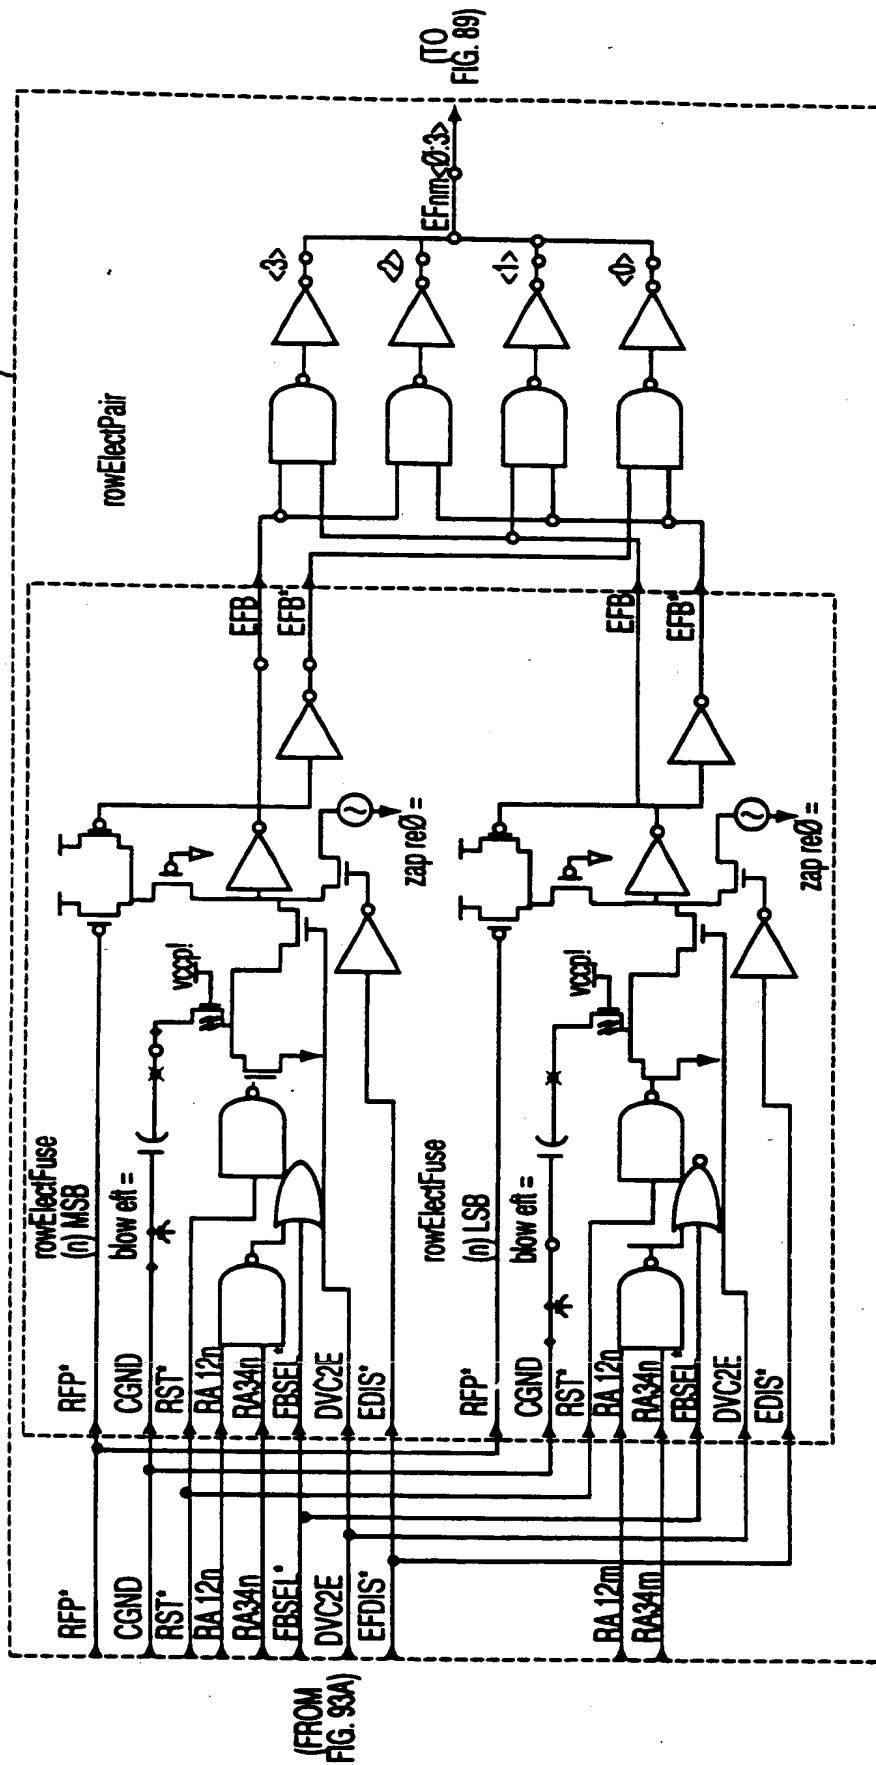 (TO
FIG. 89)
rowElectPair
EFnm<Ø:3>
<3>
<2>
<1>
<0>
EFB
EFB*
EFB
EFB*
rowElectFuse
(n) MSB
blow eft =
vccp!
zap reØ =
RFP*
CGND
RST*
RA 12n
RA34n
FBSEL*
DVC2E
EDIS*
rowElectFuse
(n) LSB
blow eft =
vccp!
zap reØ =
RFP*
CGND
RST*
RA 12n
RA34n
FBSEL*
DVC2E
EDIS*
RFP*
CGND
RST*
RA 12n
RA34n
FBSEL*
DVC2E
EFDIS*
RA 12m
RA34m
(FROM
FIG. 93A)